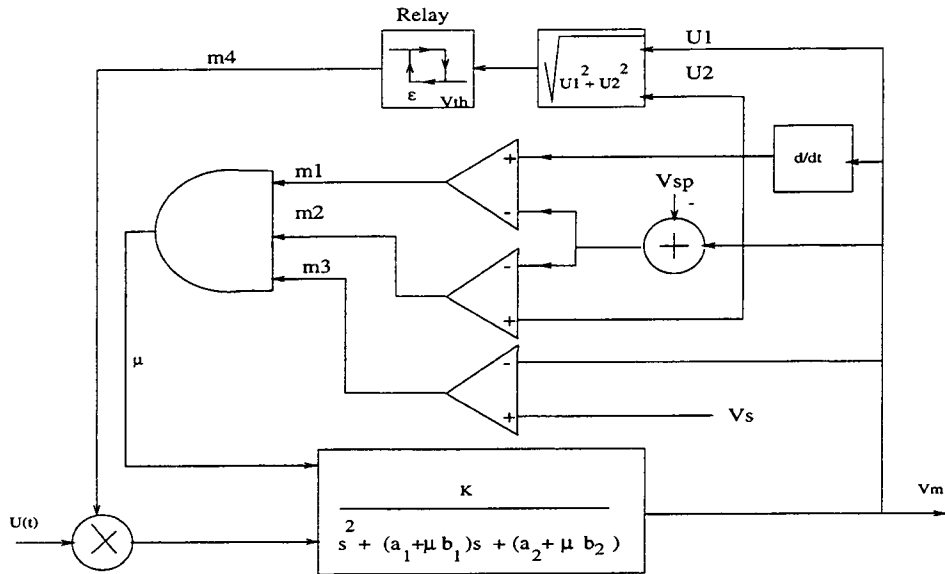 Relay
m4
ε
Vth
√ U1² + U2²
U1
U2
d/dt
m1
+
-
Vsp
-
+
m2
-
+
m3
-
+
Vs
μ
U(t)
×
K
s² + (a₁+μ b₁)s + (a₂+ μ b₂)
Vm